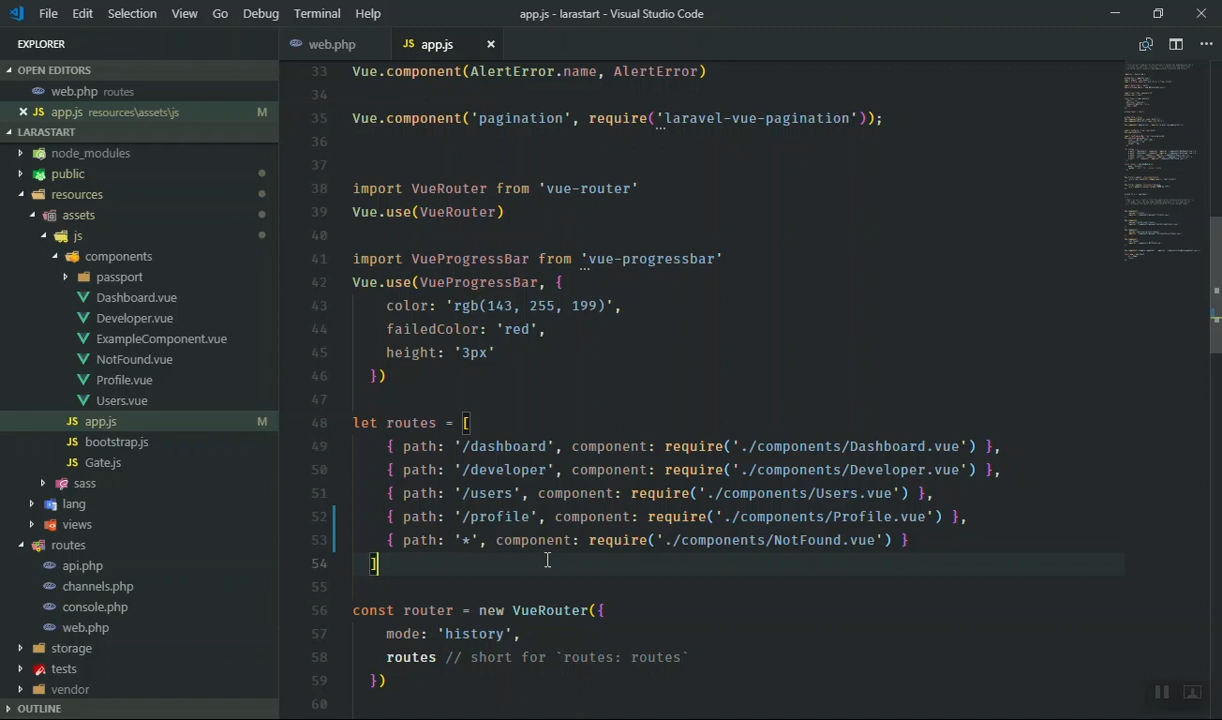 File Edit Selection View Go Debug Terminal Help app.js - larastart - Visual Studio Code
EXPLORER
OPEN EDITORS
web.php routes
JS app.js resources\assets\js M
LARASTART
node_modules
public
resources
assets
js
components
passport
Dashboard.vue
Developer.vue
ExampleComponent.vue
NotFound.vue
Profile.vue
Users.vue
JS app.js M
JS bootstrap.js
JS Gate.js
sass
lang
views
routes
api.php
channels.php
console.php
web.php
storage
tests
vendor
OUTLINE
web.php JS app.js
33 Vue.component(AlertError.name, AlertError)
34
35 Vue.component('pagination', require('laravel-vue-pagination'));
36
37
38 import VueRouter from 'vue-router'
39 Vue.use(VueRouter)
40
41 import VueProgressBar from 'vue-progressbar'
42 Vue.use(VueProgressBar, {
43 color: 'rgb(143, 255, 199)',
44 failedColor: 'red',
45 height: '3px'
46 })
47
48 let routes = [
49 { path: '/dashboard', component: require('./components/Dashboard.vue') },
50 { path: '/developer', component: require('./components/Developer.vue') },
51 { path: '/users', component: require('./components/Users.vue') },
52 { path: '/profile', component: require('./components/Profile.vue') },
53 { path: '*', component: require('./components/NotFound.vue') }
54 ]
55
56 const router = new VueRouter({
57 mode: 'history',
58 routes // short for `routes: routes`
59 })
60